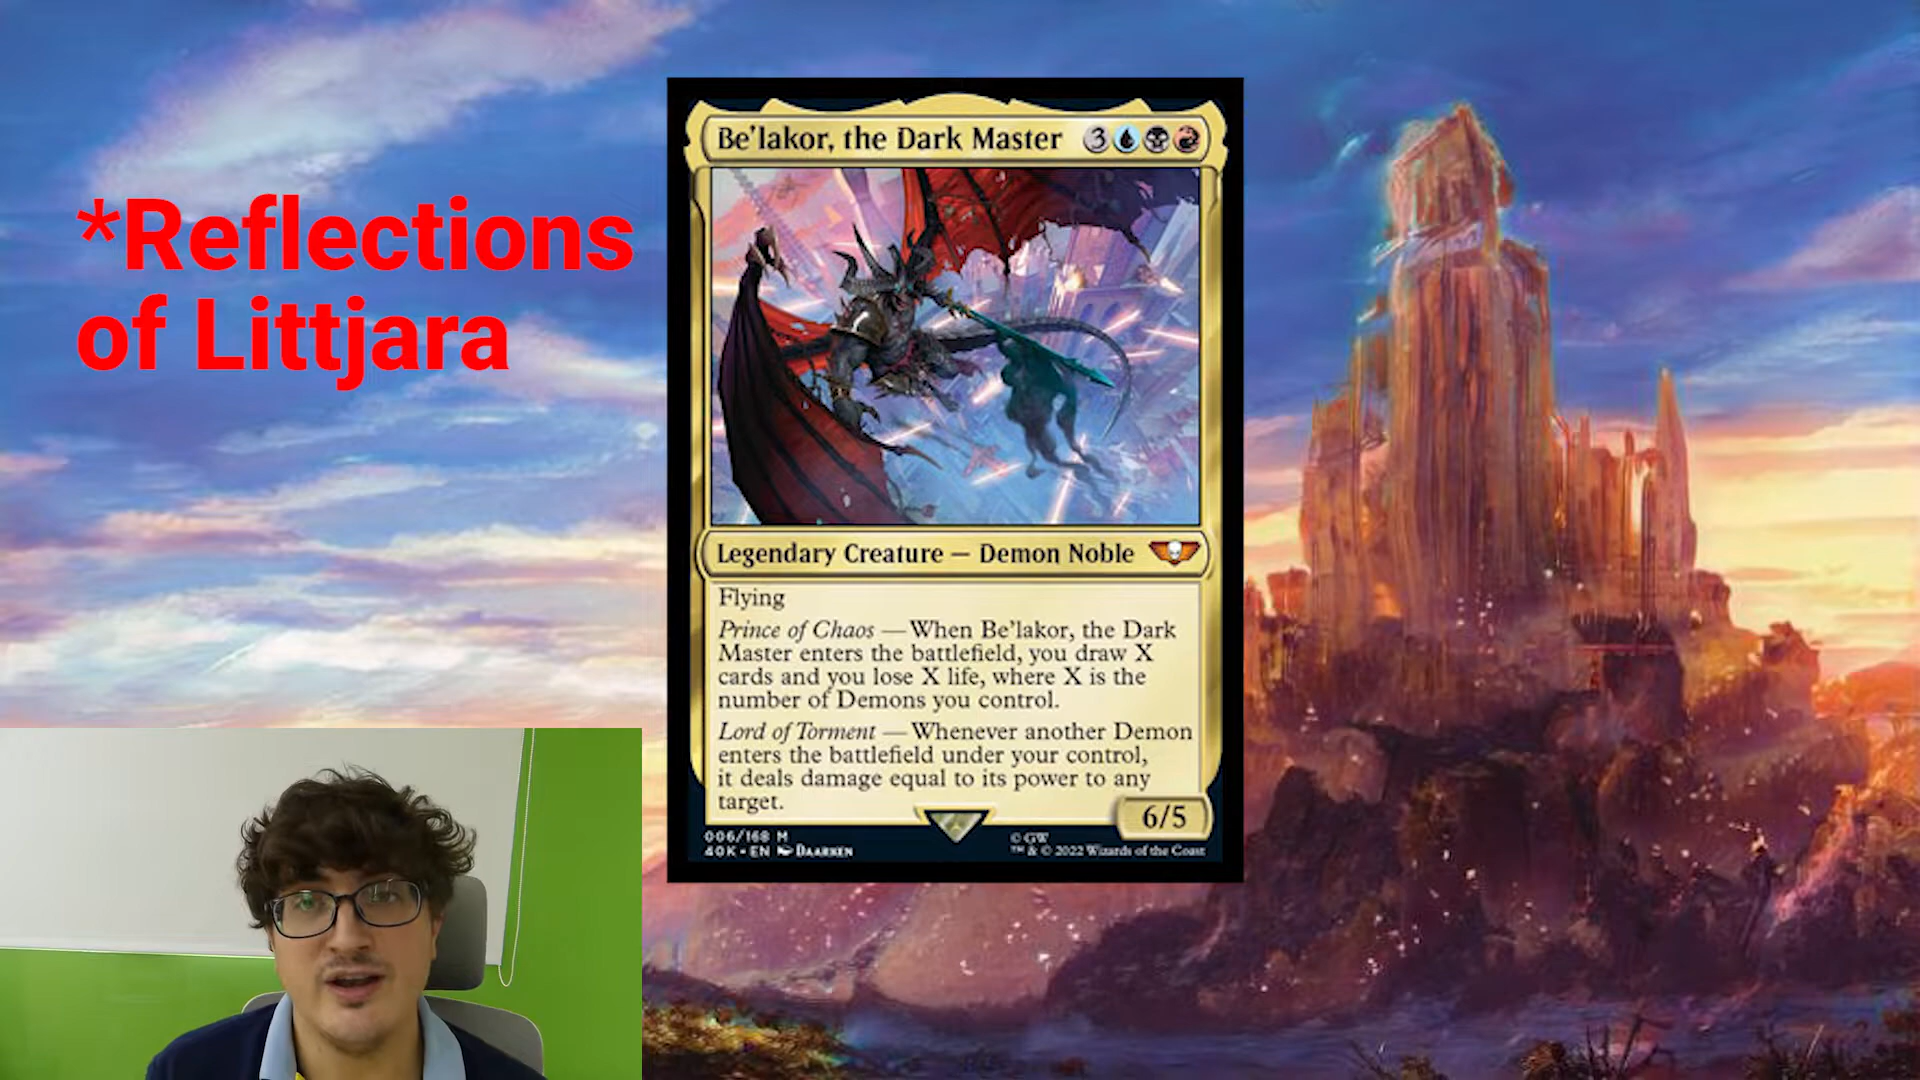 *Reflections
of Littjara
Be'lakor, the Dark Master 3
Legendary Creature — Demon Noble
Flying
Prince of Chaos — When Be'lakor, the Dark
Master enters the battlefield, you draw X
cards and you lose X life, where X is the
number of Demons you control.
Lord of Torment — Whenever another Demon
enters the battlefield under your control,
it deals damage equal to its power to any
target.
6/5
006/168 M
40K • EN Daarken
© GW
™ & © 2022 Wizards of the Coast